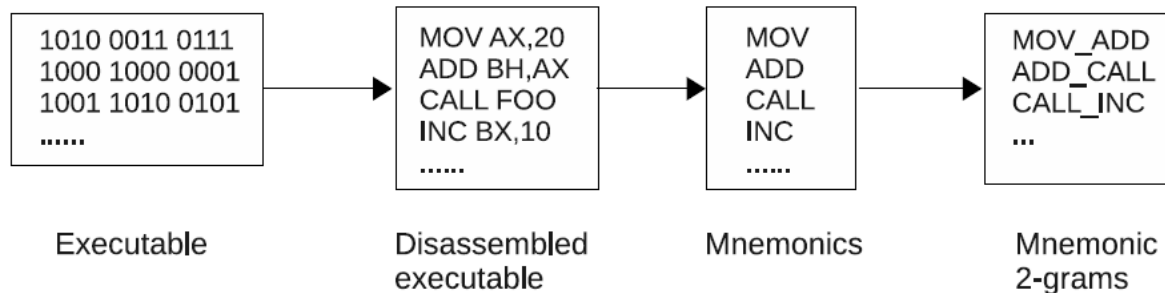 1010 0011 0111
1000 1000 0001
1001 1010 0101
......
MOV AX,20
ADD BH,AX
CALL FOO
INC BX,10
......
MOV
ADD
CALL
INC
......
MOV_ADD
ADD_CALL
CALL_INC
...
Executable
Disassembled
executable
Mnemonics
Mnemonic
2-grams